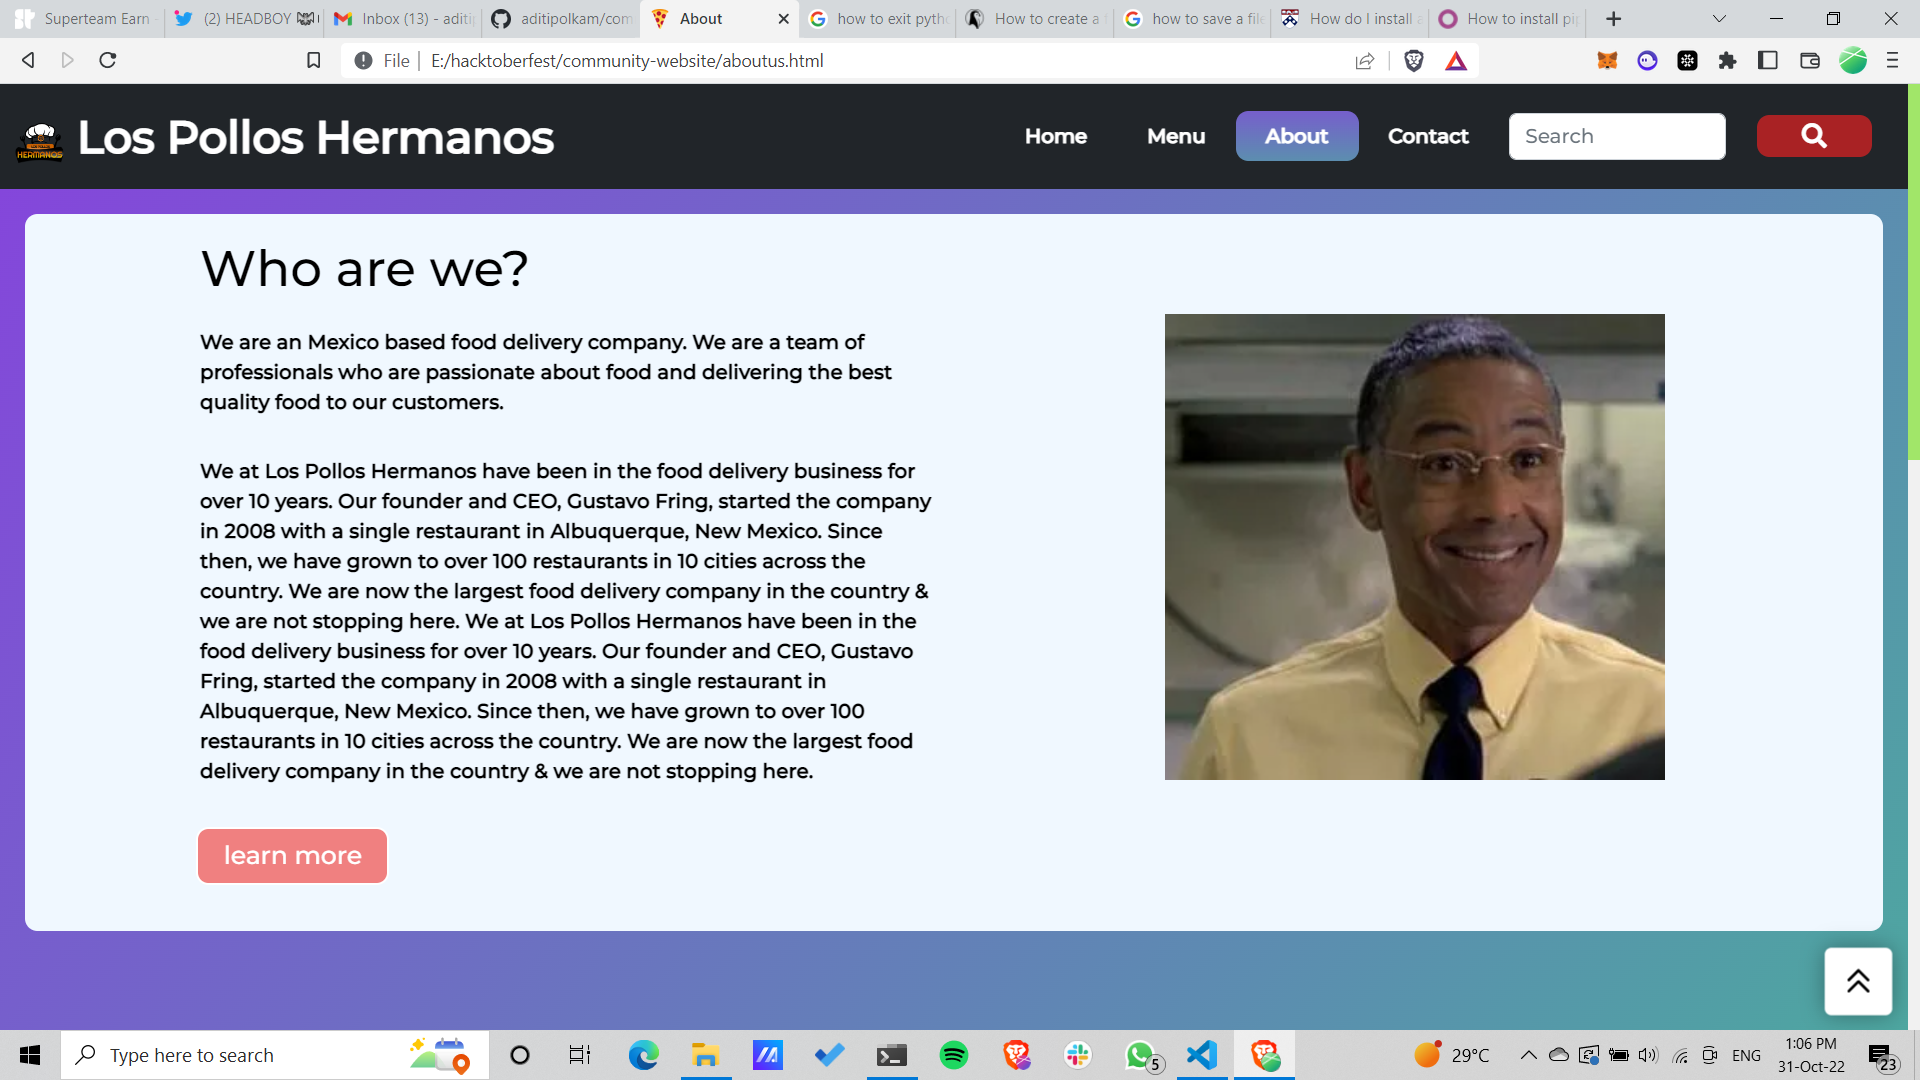 Superteam Earn
(2) HEADBOY
Inbox (13) - aditi
aditipolkam/com
About
how to exit pyth
How to create a
how to save a file
How do I install
How to install pi
File
E:/hacktoberfest/community-website/aboutus.html
HERMANOS
Los Pollos Hermanos
Home
Menu
About
Contact
Search
Who are we?
We are an Mexico based food delivery company. We are a team of
professionals who are passionate about food and delivering the best
quality food to our customers.
We at Los Pollos Hermanos have been in the food delivery business for
over 10 years. Our founder and CEO, Gustavo Fring, started the company
in 2008 with a single restaurant in Albuquerque, New Mexico. Since
then, we have grown to over 100 restaurants in 10 cities across the
country. We are now the largest food delivery company in the country &
we are not stopping here. We at Los Pollos Hermanos have been in the
food delivery business for over 10 years. Our founder and CEO, Gustavo
Fring, started the company in 2008 with a single restaurant in
Albuquerque, New Mexico. Since then, we have grown to over 100
restaurants in 10 cities across the country. We are now the largest food
delivery company in the country & we are not stopping here.
learn more
Type here to search
5
29°C
ENG
1:06 PM
31-Oct-22
23